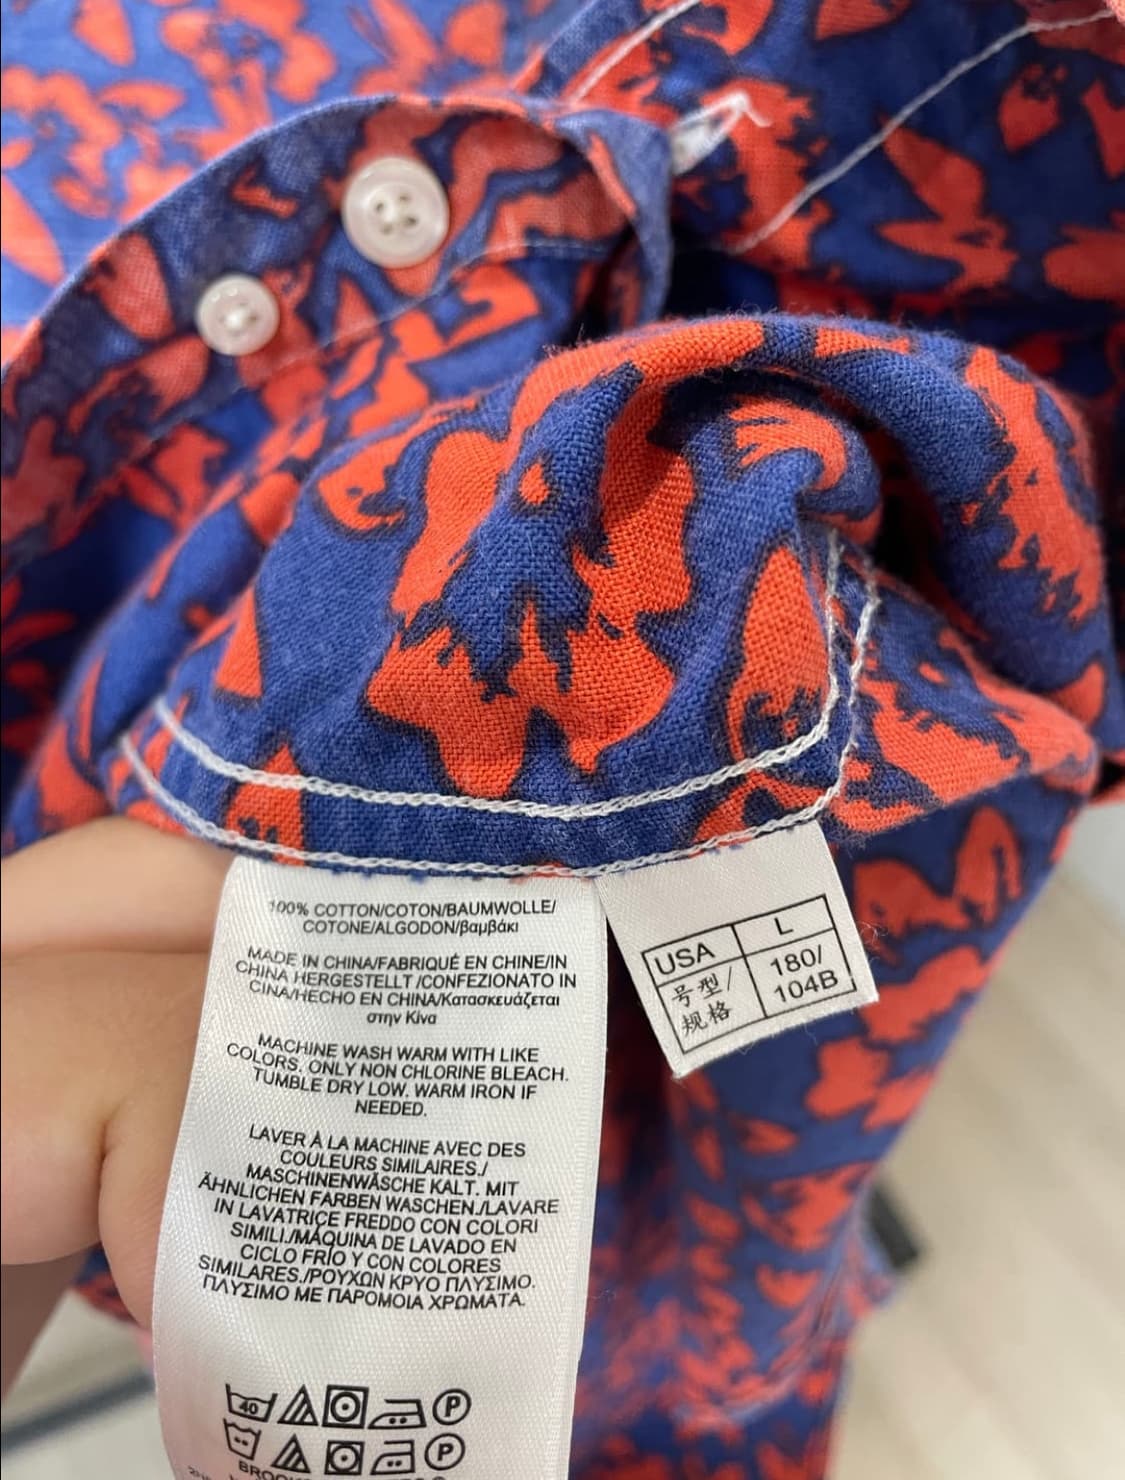 100% COTTON/COTON/BAUMWOLLE/
COTONE/ALGODON/βαμβάκι
MADE IN CHINA/FABRIQUÉ EN CHINE/IN
CHINA HERGESTELLT /CONFEZIONATO IN
CINA/HECHO EN CHINA/Κατασκευάζεται
στην Κίνα
MACHINE WASH WARM WITH LIKE
COLORS. ONLY NON CHLORINE BLEACH.
TUMBLE DRY LOW. WARM IRON IF
NEEDED.
LAVER À LA MACHINE AVEC DES
COULEURS SIMILAIRES./
MASCHINENWÄSCHE KALT. MIT
ÄHNLICHEN FARBEN WASCHEN./LAVARE
IN LAVATRICE FREDDO CON COLORI
SIMILI./MÁQUINA DE LAVADO EN
CICLO FRÍO Y CON COLORES
SIMILARES./ΡΟΥΧΩΝ ΚΡΥΟ ΠΛΥΣΙΜΟ.
ΠΛΥΣΙΜΟ ΜΕ ΠΑΡΟΜΟΙΑ ΧΡΩΜΑΤΑ.
40 P
P
USA L
号型/ 180/
规格 104B